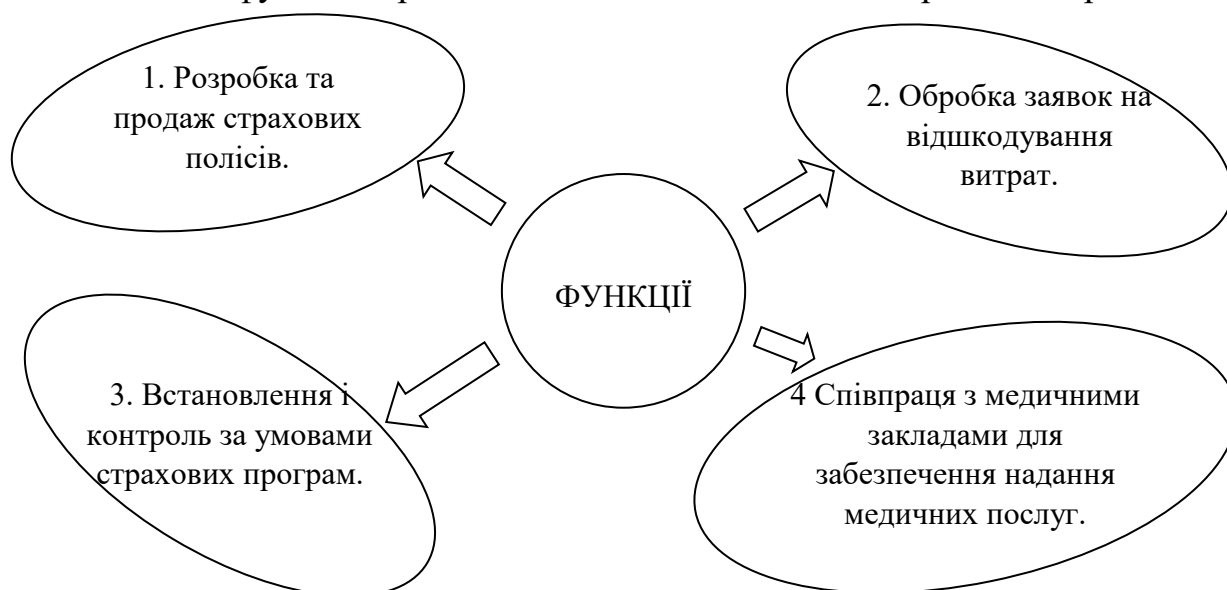 1. Розробка та
продаж страхових
полісів.
2. Обробка заявок на
відшкодування
витрат.
ФУНКЦІЇ
3. Встановлення і
контроль за умовами
страхових програм.
4 Співпраця з медичними
закладами для
забезпечення надання
медичних послуг.